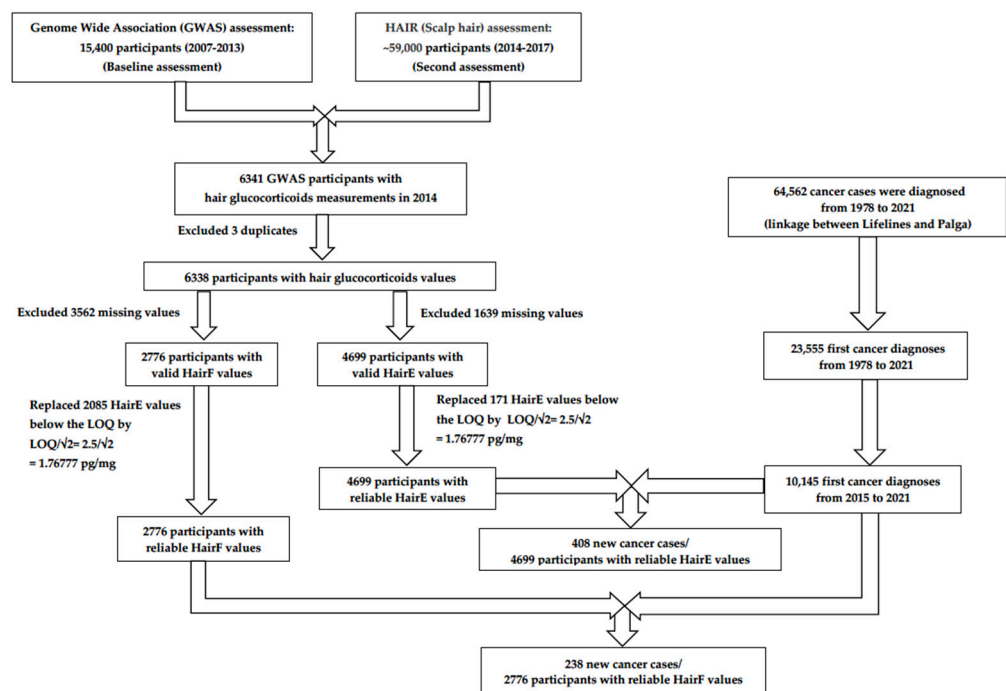 Genome Wide Association (GWAS) assessment:
15,400 participants (2007-2013)
(Baseline assessment)
HAIR (Scalp hair) assessment:
~59,000 participants (2014-2017)
(Second assessment)
6341 GWAS participants with
hair glucocorticoids measurements in 2014
64,562 cancer cases were diagnosed
from 1978 to 2021
(linkage between Lifelines and Palga)
Excluded 3 duplicates
6338 participants with hair glucocorticoids values
Excluded 3562 missing values
Excluded 1639 missing values
2776 participants with
valid HairF values
4699 participants with
valid HairE values
23,555 first cancer diagnoses
from 1978 to 2021
Replaced 2085 HairE values
below the LOQ by
LOQ/√2= 2.5/√2
= 1.76777 pg/mg
Replaced 171 HairE values below
the LOQ by LOQ/√2= 2.5/√2
= 1.76777 pg/mg
4699 participants with
reliable HairE values
10,145 first cancer diagnoses
from 2015 to 2021
2776 participants with
reliable HairF values
408 new cancer cases/
4699 participants with reliable HairE values
238 new cancer cases/
2776 participants with reliable HairF values